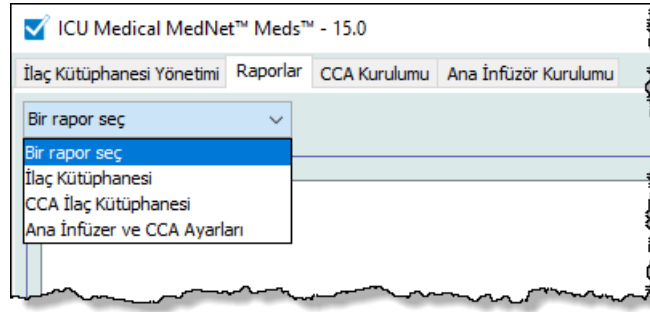 ICU Medical MedNet™ Meds™ - 15.0
İlaç Kütüphanesi Yönetimi Raporlar CCA Kurulumu Ana İnfüzör Kurulumu
Bir rapor seç
Bir rapor seç
İlaç Kütüphanesi
CCA İlaç Kütüphanesi
Ana İnfüzer ve CCA Ayarları